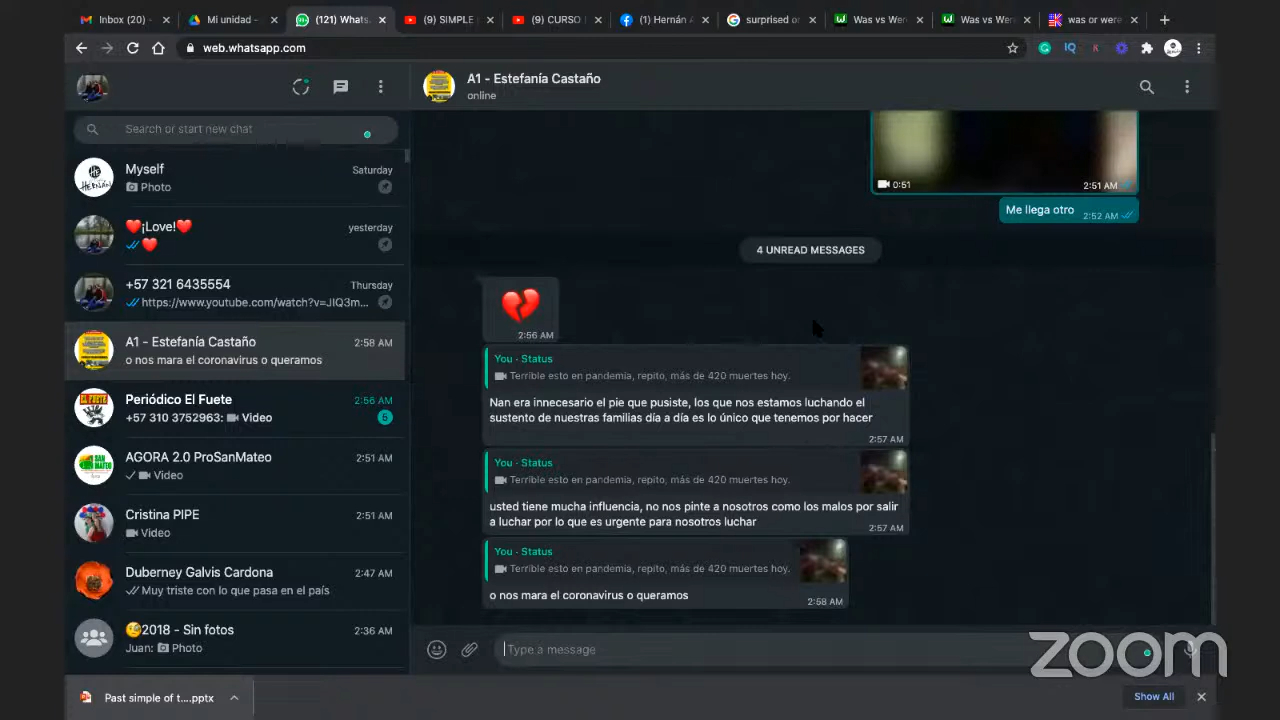 Inbox (20) -
Mi unidad -
(121) Whats.
(9) SIMPLE
(9) CURSO
(1) Hernán
surprised or
Was vs Wer
Was vs Wer
was or were
web.whatsapp.com
A1 - Estefanía Castaño
online
Search or start new chat
Myself
Saturday
Photo
❤️¡Love!❤️
yesterday
❤️
+57 321 6435554
Thursday
https://www.youtube.com/watch?v=JIQ3m...
A1 - Estefanía Castaño
2:58 AM
o nos mara el coronavirus o queramos
Periódico El Fuete
2:56 AM
+57 310 3752963: Video
AGORA 2.0 ProSanMateo
2:51 AM
Video
Cristina PIPE
2:51 AM
Video
Duberney Galvis Cardona
2:47 AM
Muy triste con lo que pasa en el país
🧐2018 - Sin fotos
2:36 AM
Juan: Photo
0:51
2:51 AM
Me llega otro 2:52 AM
4 UNREAD MESSAGES
💔
2:56 AM
You · Status
Terrible esto en pandemia, repito, más de 420 muertes hoy.
Nan era innecesario el pie que pusiste, los que nos estamos luchando el
sustento de nuestras familias día a día es lo único que tenemos por hacer
2:57 AM
You · Status
Terrible esto en pandemia, repito, más de 420 muertes hoy.
usted tiene mucha influencia, no nos pinte a nosotros como los malos por salir
a luchar por lo que es urgente para nosotros luchar
2:57 AM
You · Status
Terrible esto en pandemia, repito, más de 420 muertes hoy.
o nos mara el coronavirus o queramos
2:58 AM
Type a message
zoom
Past simple of t....pptx
Show All